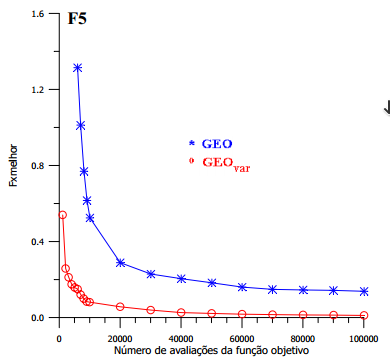 F5
1.6
1.2
0.8
0.4
0.0
Fxmelhor
* GEO
GEOvar
0 20000 40000 60000 80000 100000
Número de avaliações da função objetivo